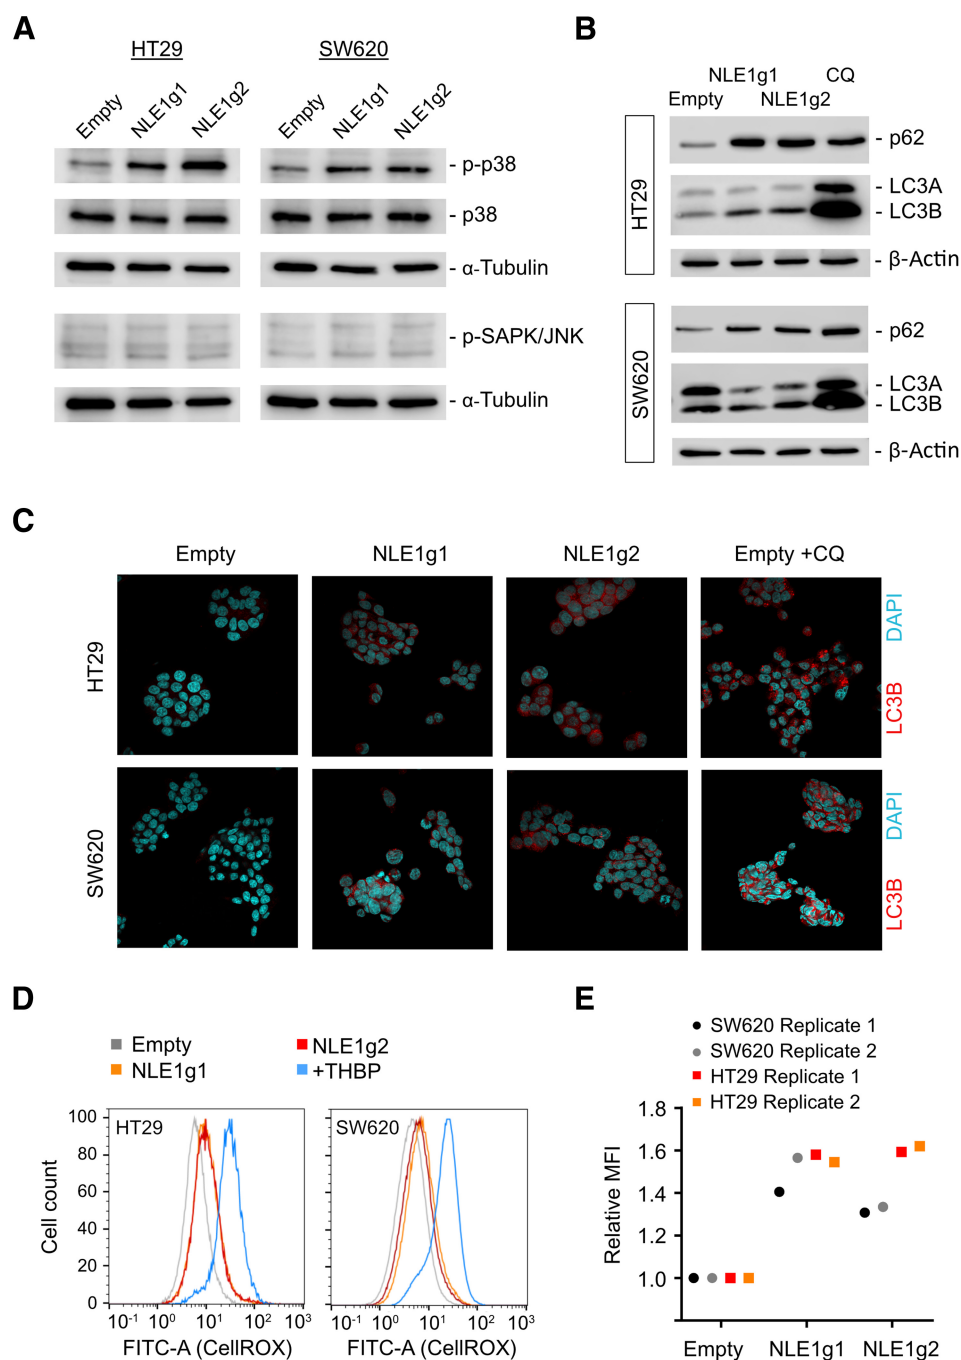 A
HT29
SW620
Empty
NLE1g1
NLE1g2
Empty
NLE1g1
NLE1g2
- p-p38
- p38
- α-Tubulin
- p-SAPK/JNK
- α-Tubulin
B
NLE1g1
CQ
Empty
NLE1g2
HT29
- p62
- LC3A
- LC3B
- β-Actin
SW620
- p62
- LC3A
- LC3B
- β-Actin
C
Empty
NLE1g1
NLE1g2
Empty +CQ
HT29
LC3B DAPI
SW620
LC3B DAPI
D
Empty
NLE1g1
NLE1g2
+THBP
Cell count
100
80
60
40
20
0
HT29
10-1 100 101 102 103
FITC-A (CellROX)
SW620
10-1 100 101 102 103
FITC-A (CellROX)
E
SW620 Replicate 1
SW620 Replicate 2
HT29 Replicate 1
HT29 Replicate 2
Relative MFI
1.8
1.6
1.4
1.2
1.0
Empty
NLE1g1
NLE1g2